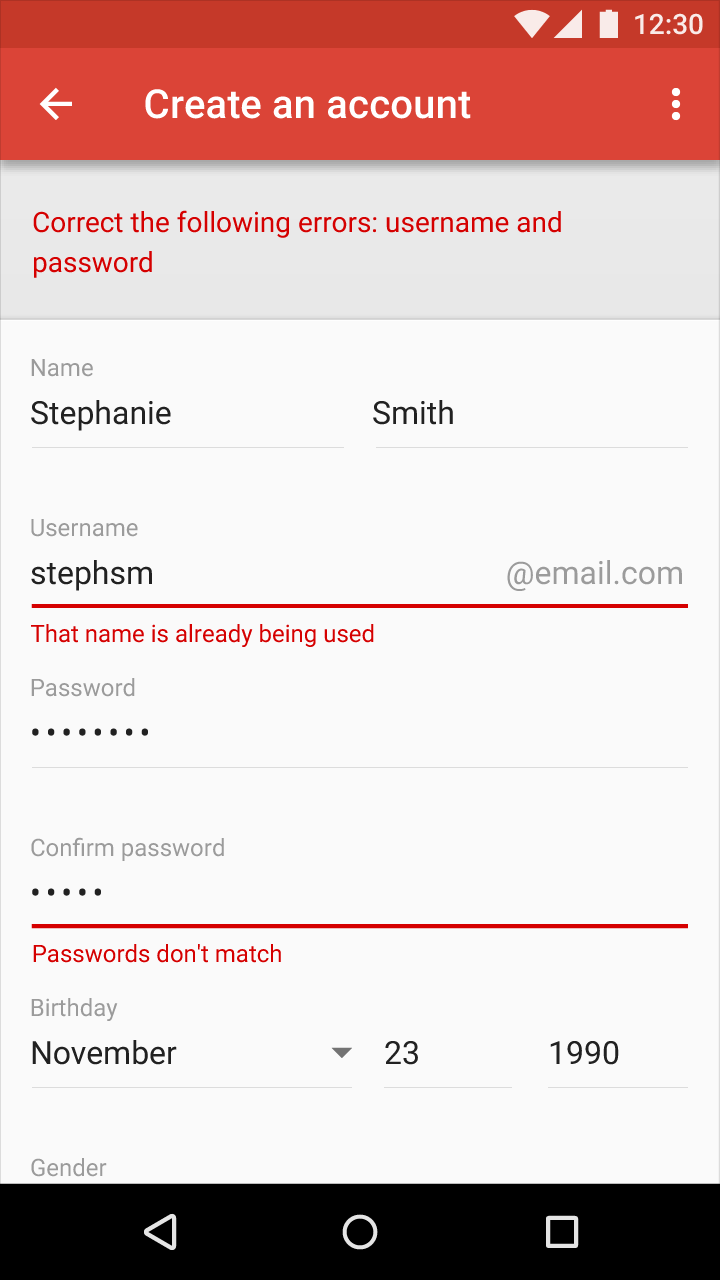 12:30
Create an account
Correct the following errors: username and
password
Name
Stephanie Smith
Username
stephsm @email.com
That name is already being used
Password
••••••••
Confirm password
•••••
Passwords don't match
Birthday
November 23 1990
Gender